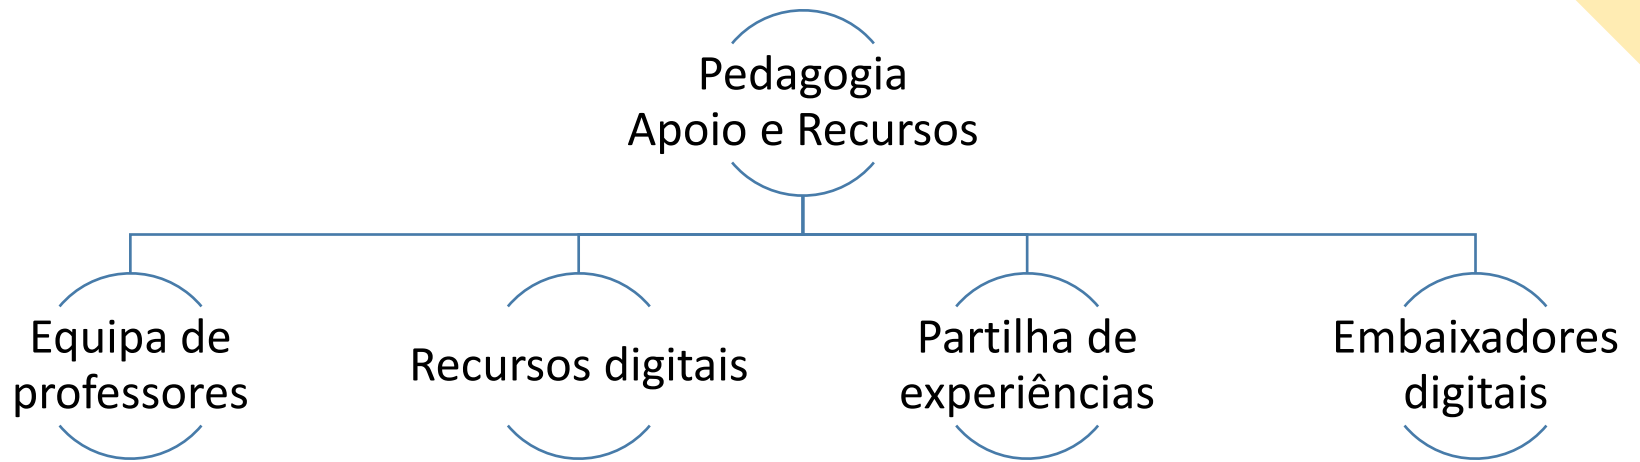 Pedagogia
Apoio e Recursos
Equipa de
professores
Recursos digitais
Partilha de
experiências
Embaixadores
digitais